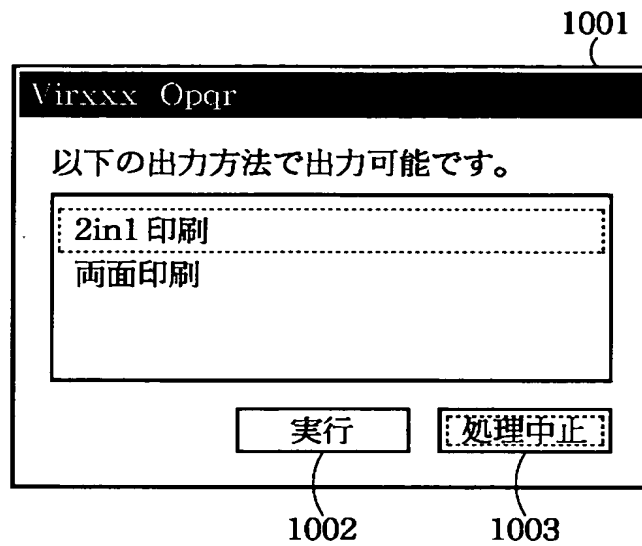 1001
Virxxx Opqr
以下の出力方法で出力可能です。
2in1 印刷
両面印刷
実行 処理中止
1002 1003